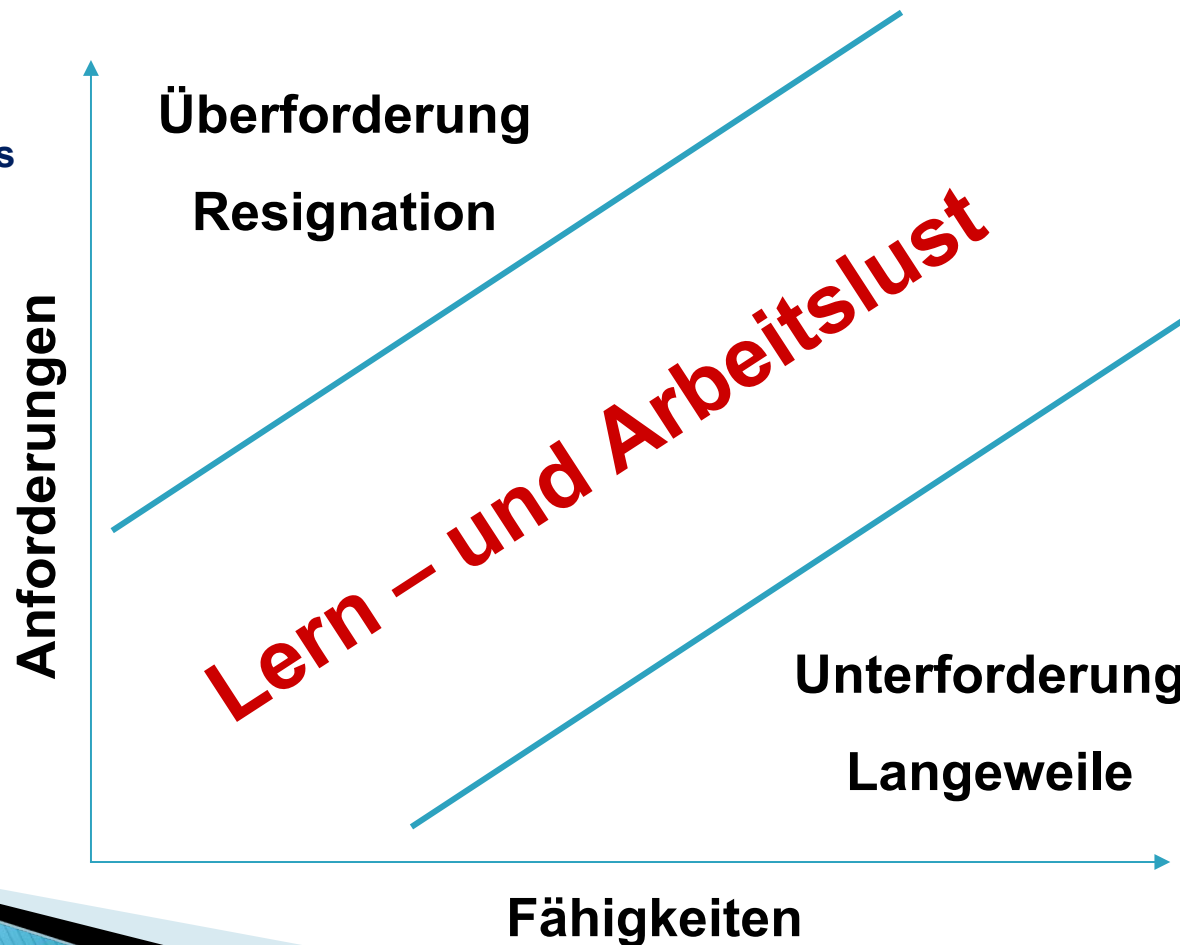 Überforderung
s
Resignation
Anforderungen
Lern – und Arbeitslust
Unterforderung
Langeweile
Fähigkeiten